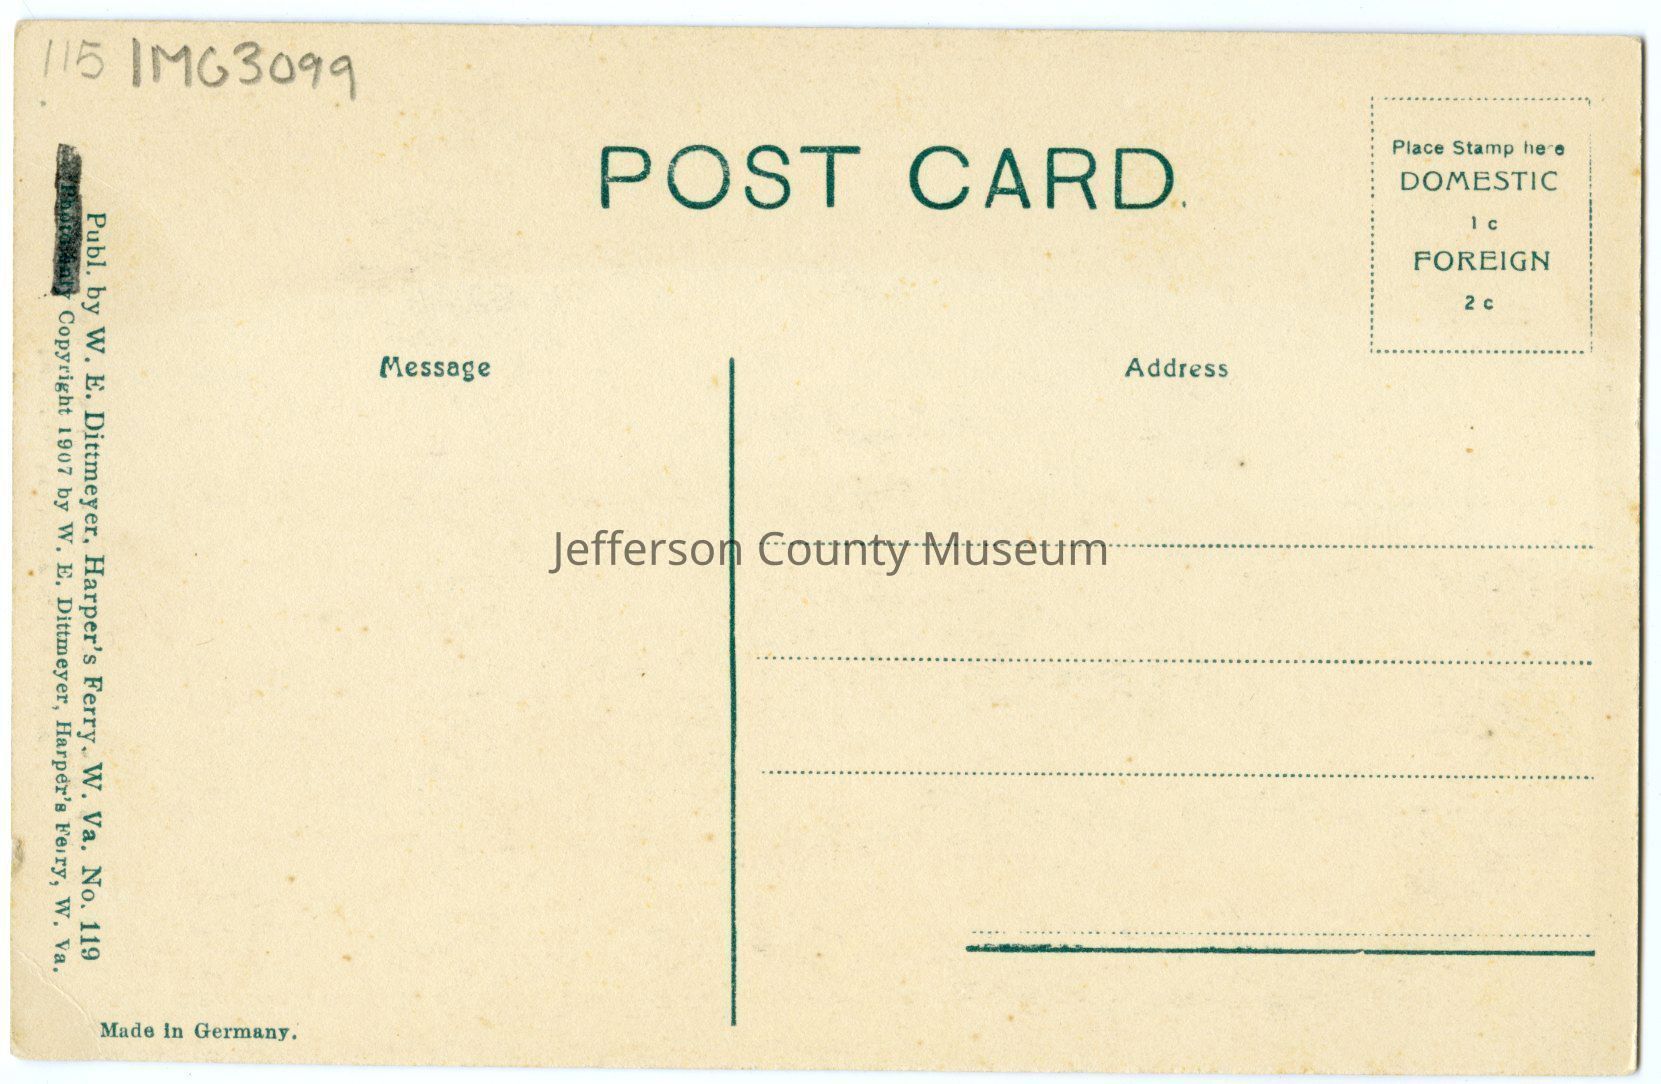 115 IMG3099
POST CARD.
Place Stamp here
DOMESTIC
1 c
FOREIGN
2 c
Message
Address
Publ. by W. E. Dittmeyer, Harper's Ferry, W. Va. No. 119
Copyright 1907 by W. E. Dittmeyer, Harper's Ferry, W. Va.
Jefferson County Museum
Made in Germany.